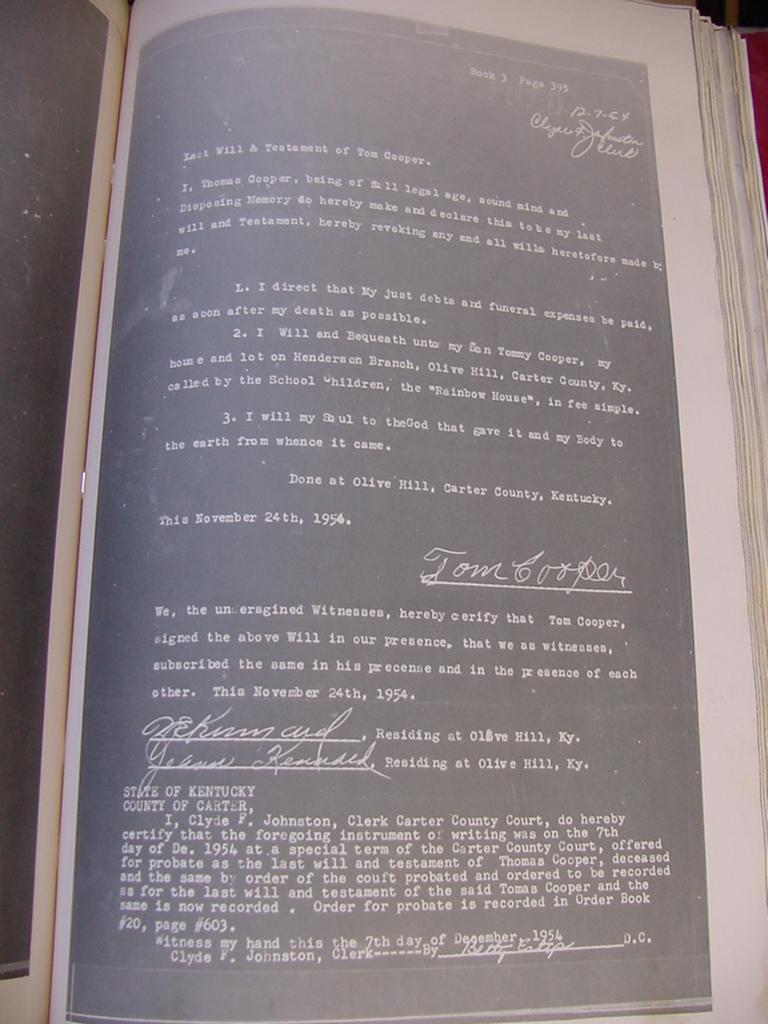 Book 3 Page 395
12-7-54
Clyde F. Johnston
Clerk
Last Will & Testament of Tom Cooper.
I, Thomas Cooper, being of full legal age, sound mind and
Disposing Memory do hereby make and declare this to be my last
will and Testament, hereby revoking any and all wills heretofore made by
me.
1. I direct that My just debts and funeral expenses be paid,
as soon after my death as possible.
2. I Will and Bequeath unto my Son Tommy Cooper, my
house and lot on Henderson Branch, Olive Hill, Carter County, Ky.
called by the School Children, the "Rainbow House", in fee simple.
3. I will my Soul to theGod that gave it and my Body to
the earth from whence it came.
Done at Olive Hill, Carter County, Kentucky.
This November 24th, 1954.
Tom Cooper
We, the undersgined Witnesses, hereby cerify that Tom Cooper,
signed the above Will in our presence, that we as witnesses,
subscribed the same in his precense and in the presence of each
other. This November 24th, 1954.
Kinnard, Residing at Olive Hill, Ky.
Kennard, Residing at Olive Hill, Ky.
STATE OF KENTUCKY
COUNTY OF CARTER,
I, Clyde F. Johnston, Clerk Carter County Court, do hereby
certify that the foregoing instrument of writing was on the 7th
day of De. 1954 at a special term of the Carter County Court, offered
for probate as the last will and testament of Thomas Cooper, deceased
and the same by order of the couft probated and ordered to be recorded
as for the last will and testament of the said Tomas Cooper and the
same is now recorded . Order for probate is recorded in Order Book
#20, page #603.
Witness my hand this the 7th day of December, 1954
Clyde F. Johnston, Clerk------By Betty Estep D.C.